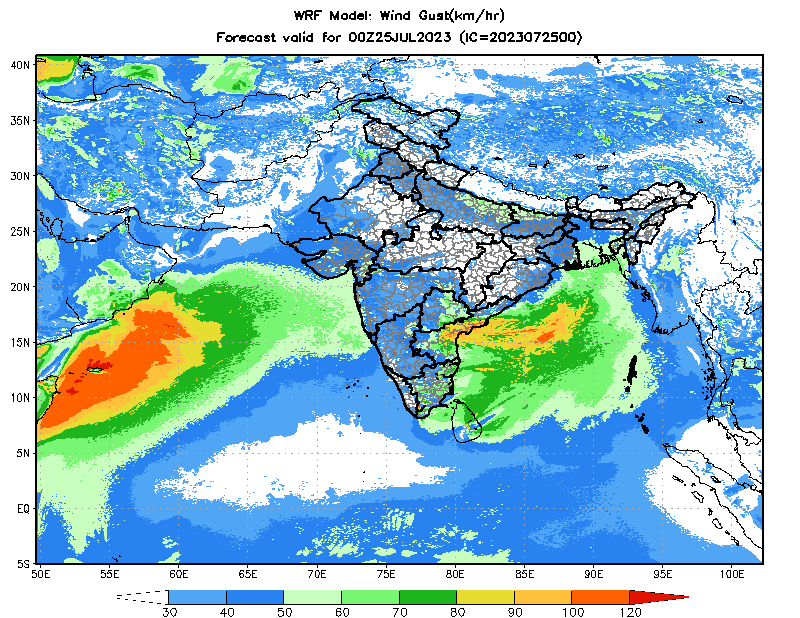 WRF Model: Wind Gust(km/hr)
Forecast valid for 00Z25JUL2023 (IC=2023072500)
40N
35N
30N
25N
20N
15N
10N
5N
EQ
5S
50E 55E 60E 65E 70E 75E 80E 85E 90E 95E 100E
30 40 50 60 70 80 90 100 120